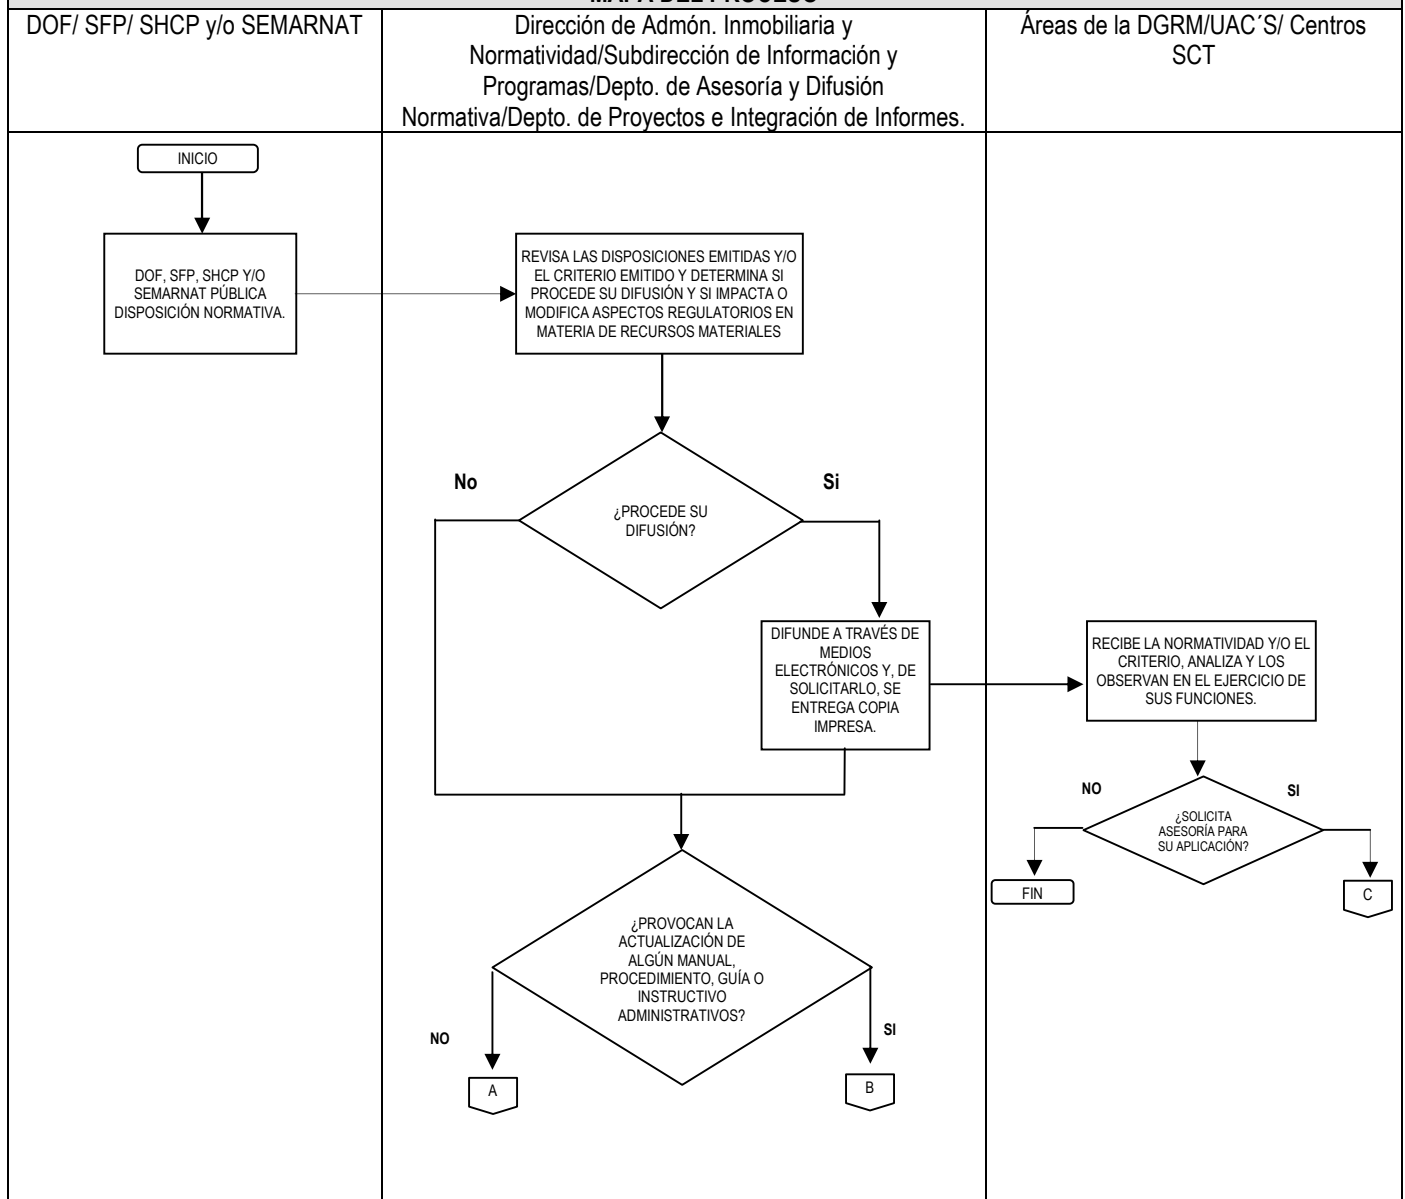 MAPA DEL PROCESO
DOF/ SFP/ SHCP y/o SEMARNAT
Dirección de Admón. Inmobiliaria y
Normatividad/Subdirección de Información y
Programas/Depto. de Asesoría y Difusión
Normativa/Depto. de Proyectos e Integración de Informes.
Áreas de la DGRM/UAC´S/ Centros
SCT
INICIO
DOF, SFP, SHCP Y/O
SEMARNAT PÚBLICA
DISPOSICIÓN NORMATIVA.
REVISA LAS DISPOSICIONES EMITIDAS Y/O
EL CRITERIO EMITIDO Y DETERMINA SI
PROCEDE SU DIFUSIÓN Y SI IMPACTA O
MODIFICA ASPECTOS REGULATORIOS EN
MATERIA DE RECURSOS MATERIALES
No
Si
¿PROCEDE SU
DIFUSIÓN?
DIFUNDE A TRAVÉS DE
MEDIOS
ELECTRÓNICOS Y, DE
SOLICITARLO, SE
ENTREGA COPIA
IMPRESA.
RECIBE LA NORMATIVIDAD Y/O EL
CRITERIO, ANALIZA Y LOS
OBSERVAN EN EL EJERCICIO DE
SUS FUNCIONES.
NO
SI
¿SOLICITA
ASESORÍA PARA
SU APLICACIÓN?
FIN
C
¿PROVOCAN LA
ACTUALIZACIÓN DE
ALGÚN MANUAL,
PROCEDIMIENTO, GUÍA O
INSTRUCTIVO
ADMINISTRATIVOS?
NO
SI
A
B